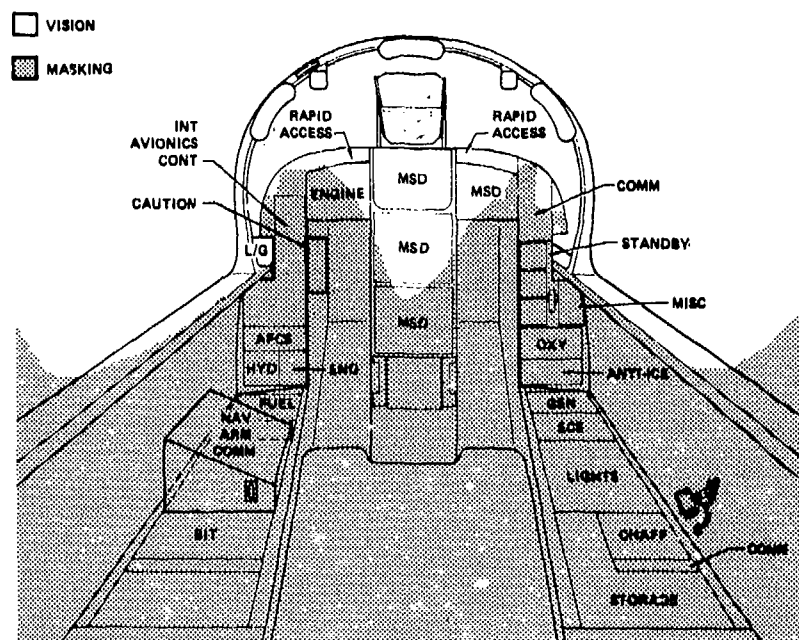 VISION
MASKING
RAPID
ACCESS
RAPID
ACCESS
INT
AVIONICS
CONT
ENGINE
MSD
MSD
COMM
CAUTION
L/G
MSD
STANDBY
MSD
MISC
AFCS
OXY
HYD
ENG
ANTI-ICE
FUEL
GEN
NAV
ARM
COMM
ECS
LIGHTS
BIT
CHAFF
COMM
STORAGE